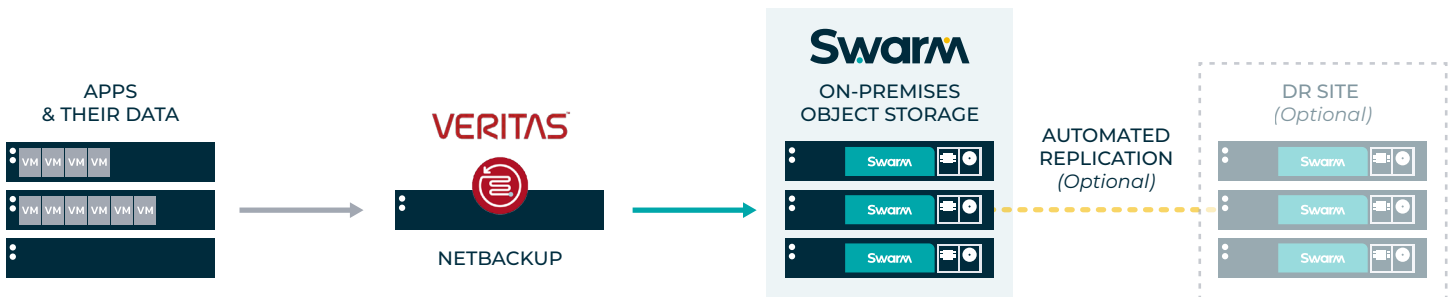 APPS
& THEIR DATA
VM VM VM VM
VM VM VM VM VM VM
VERITAS™
NETBACKUP
Swarm
ON-PREMISES
OBJECT STORAGE
Swarm
Swarm
Swarm
AUTOMATED
REPLICATION
(Optional)
DR SITE
(Optional)
Swarm
Swarm
Swarm